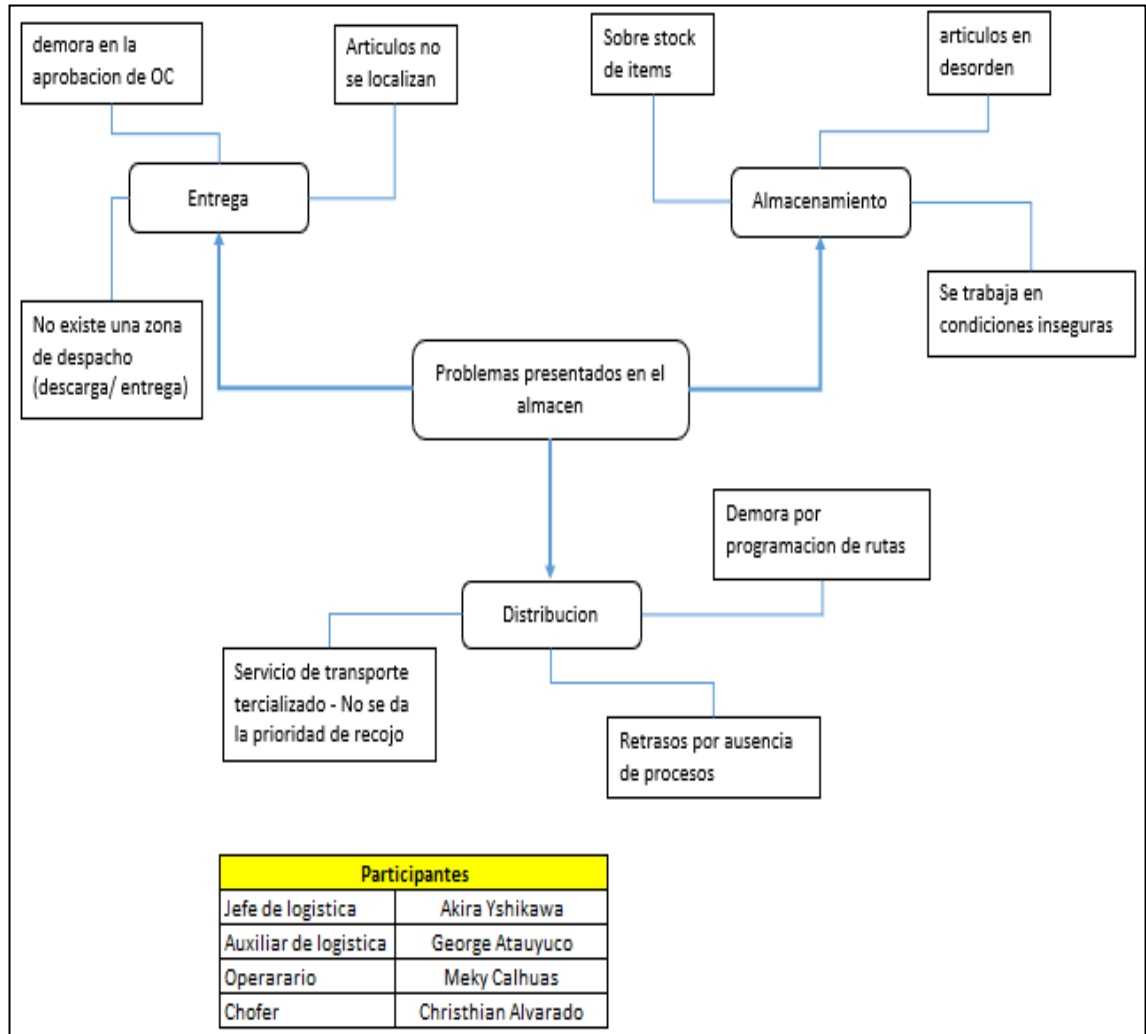 demora en la
aprobacion de OC
Articulos no
se localizan
Sobre stock
de items
articulos en
desorden
Entrega
Almacenamiento
No existe una zona
de despacho
(descarga/ entrega)
Se trabaja en
condiciones inseguras
Problemas presentados en el
almacen
Demora por
programacion de rutas
Distribucion
Servicio de transporte
tercializado - No se da
la prioridad de recojo
Retrasos por ausencia
de procesos
Participantes
Jefe de logistica Akira Yshikawa
Auxiliar de logistica George Atauyuco
Operarario Meky Calhuas
Chofer Christhian Alvarado